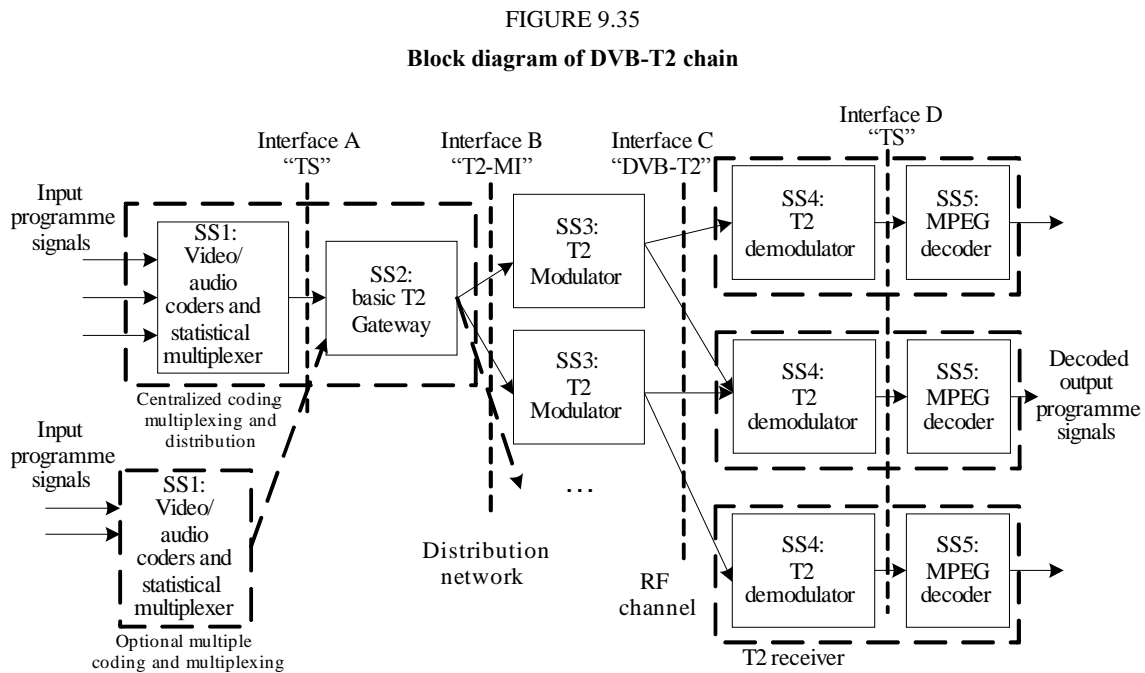 FIGURE 9.35
Block diagram of DVB-T2 chain
Interface A
“TS”
Interface B
“T2-MI”
Interface C
“DVB-T2”
Interface D
“TS”
Input
programme
signals
SS1:
Video/
audio
coders and
statistical
multiplexer
SS2:
basic T2
Gateway
SS3:
T2
Modulator
SS4:
T2
demodulator
SS5:
MPEG
decoder
SS3:
T2
Modulator
SS4:
T2
demodulator
SS5:
MPEG
decoder
Decoded
output
programme
signals
Centralized coding
multiplexing and
distribution
Input
programme
signals
SS1:
Video/
audio
coders and
statistical
multiplexer
Optional multiple
coding and multiplexing
...
Distribution
network
RF
channel
SS4:
T2
demodulator
SS5:
MPEG
decoder
T2 receiver